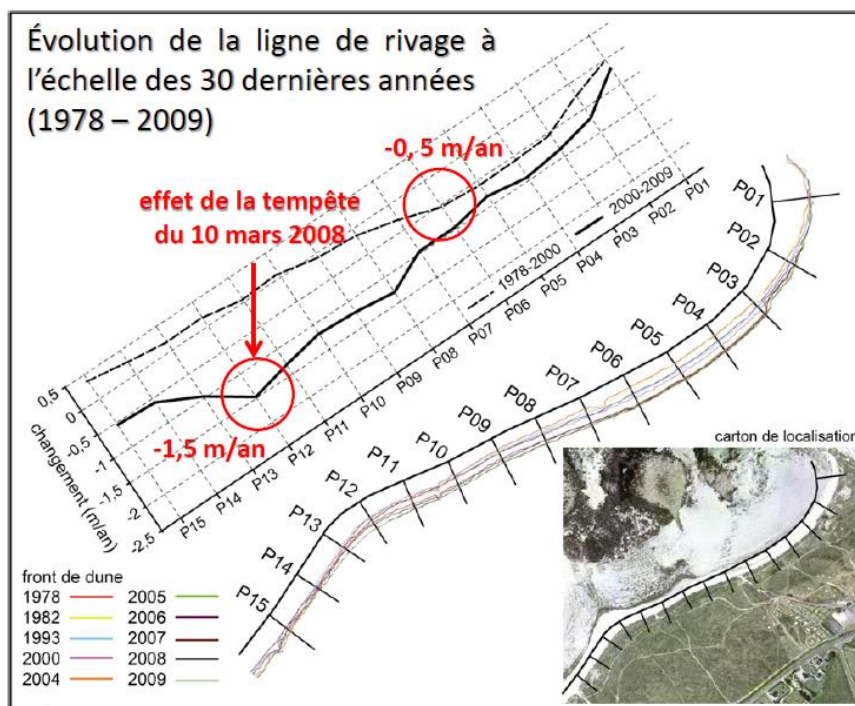 Évolution de la ligne de rivage à
l'échelle des 30 dernières années
(1978 – 2009)
-0, 5 m/an
effet de la tempête
du 10 mars 2008
-1,5 m/an
0.5
0
-0.5
-1
-1.5
-2
-2.5
changement (m/an)
P15
P14
P13
P12
P11
P10
P09
P08
P07
P06
P05
P04
P03
P02
P01
1978-2000
2000-2009
P01
P02
P03
P04
P05
P06
P07
P08
P09
P10
P11
P12
P13
P14
P15
carton de localisation
front de dune
1978 2005
1982 2006
1993 2007
2000 2008
2004 2009